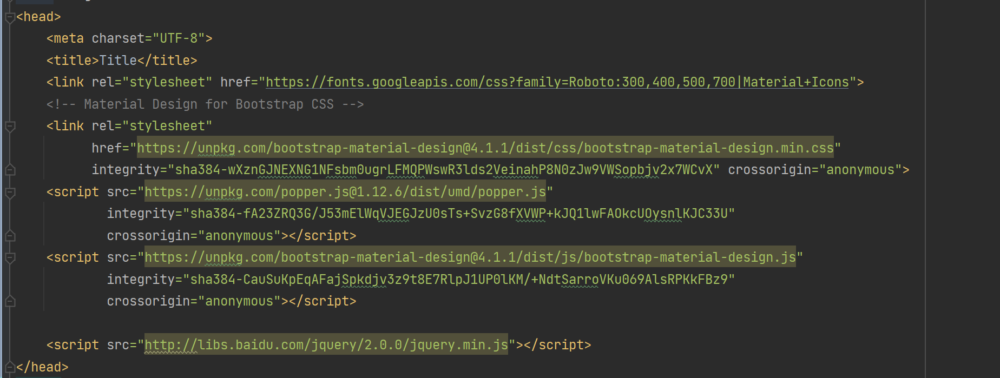 <head>
<meta charset="UTF-8">
<title>Title</title>
<link rel="stylesheet" href="https://fonts.googleapis.com/css?family=Roboto:300,400,500,700|Material+Icons">
<!-- Material Design for Bootstrap CSS -->
<link rel="stylesheet"
href="https://unpkg.com/bootstrap-material-design@4.1.1/dist/css/bootstrap-material-design.min.css"
integrity="sha384-wXznGJNEXNG1NFsbm0ugrLFMQPWswR3lds2VeinahP8N0zJw9VWSopbjv2x7WCvX" crossorigin="anonymous">
<script src="https://unpkg.com/popper.js@1.12.6/dist/umd/popper.js"
integrity="sha384-fA23ZRQ3G/J53mElWqVJEGJzU0sTs+SvzG8fXVWP+kJQ1lwFAOkcUOysnlKJC33U"
crossorigin="anonymous"></script>
<script src="https://unpkg.com/bootstrap-material-design@4.1.1/dist/js/bootstrap-material-design.js"
integrity="sha384-CauSuKpEqAFajSpkdjv3z9t8E7RlpJ1UP0lKM/+NdtSarroVKu069AlsRPKkFBz9"
crossorigin="anonymous"></script>
<script src="http://libs.baidu.com/jquery/2.0.0/jquery.min.js"></script>
</head>